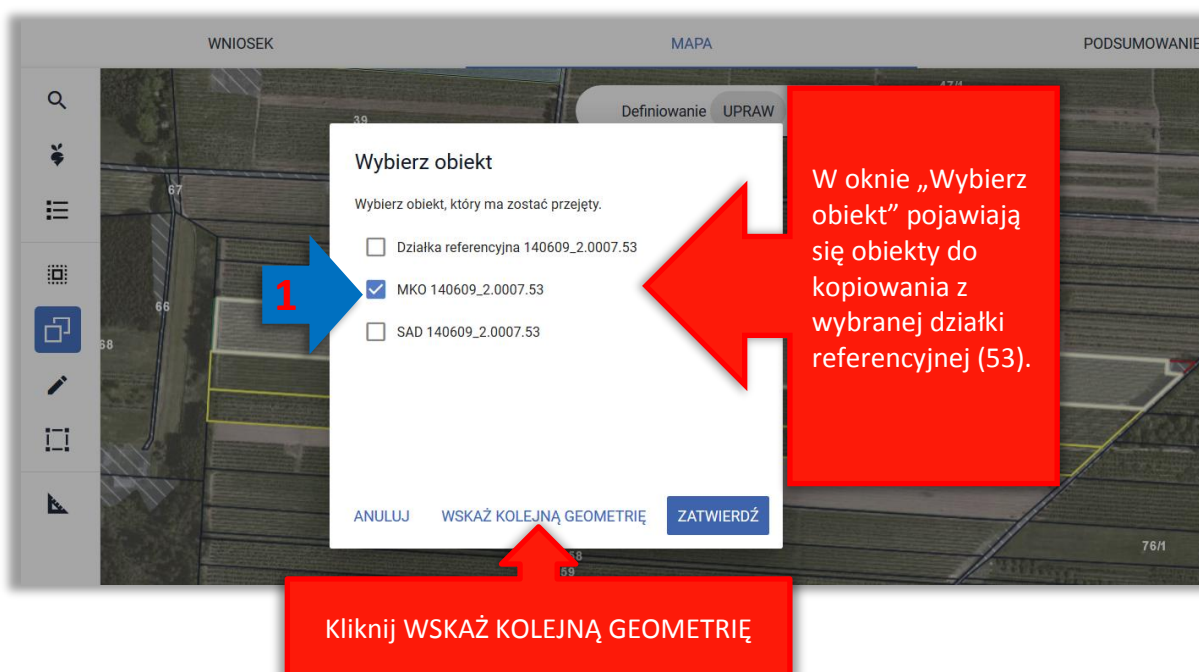 WNIOSEK
MAPA
PODSUMOWANIE
47/1
39
Definiowanie UPRAW
67
66
68
Wybierz obiekt
Wybierz obiekt, który ma zostać przejęty.
Działka referencyjna 140609_2.0007.53
1
MKO 140609_2.0007.53
SAD 140609_2.0007.53
ANULUJ
WSKAŻ KOLEJNĄ GEOMETRIĘ
ZATWIERDŹ
W oknie „Wybierz
obiekt” pojawiają
się obiekty do
kopiowania z
wybranej działki
referencyjnej (53).
76/1
59
Kliknij WSKAŻ KOLEJNĄ GEOMETRIĘ